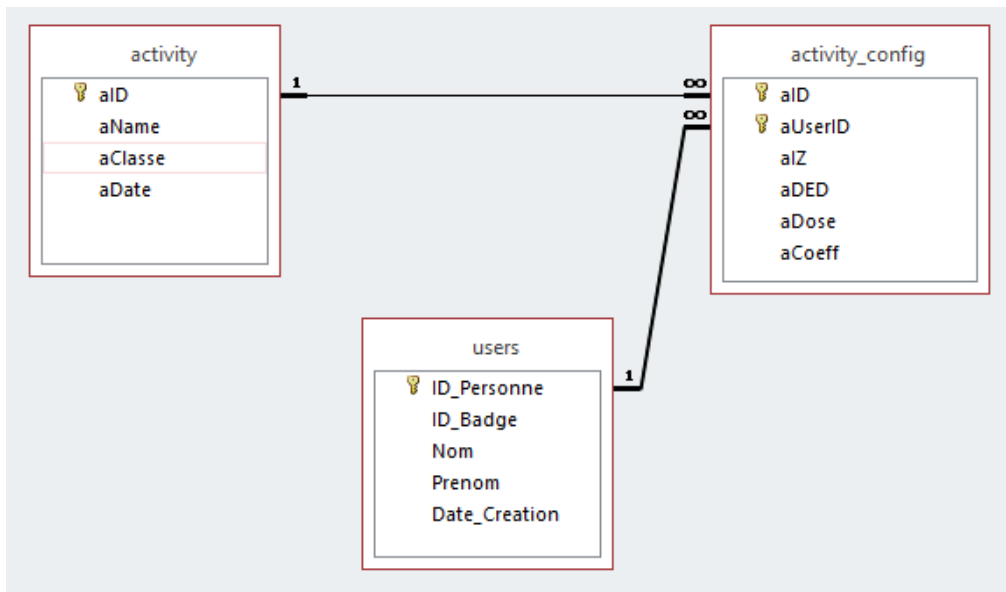 activity
aID
aName
aClasse
aDate
1
∞
∞
activity_config
aID
aUserID
aIZ
aDED
aDose
aCoeff
users
ID_Personne
ID_Badge
Nom
Prenom
Date_Creation
1